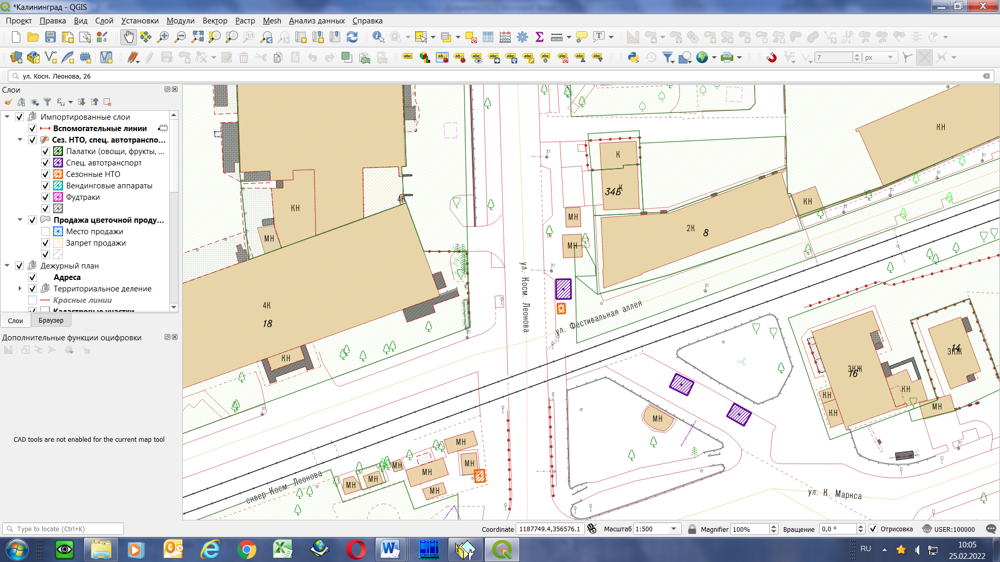 *Калининград - QGIS
Проект Правка Вид Слой Установки Модули Вектор Растр Mesh Анализ данных Справка
7 px
ул. Косм. Леонова, 26
Слои
Импортированные слои
Вспомогательные линии
Сез. НТО, спец. автотранспо...
Палатки (овощи, фрукты, ...
Спец. автотранспорт
Сезонные НТО
Вендинговые аппараты
Фудтраки
Продажа цветочной проду...
Место продажи
Запрет продажи
Дежурный план
Адреса
Территориальное деление
Красные линии
Кадастровые участки
Слои Браузер
Дополнительные функции оцифровки
CAD tools are not enabled for the current map tool
КН
К
К
34В
4К
КН
КН
МН
2К
8
МН
МН
ул. Косм. Леонова
4К
18
ул. Фестивальная аллея
КН
14
3КЖ
3КЖ
16
КН
КН
КН
МН
МН
МН
МН
МН
МН
МН
МН
МН
сквер Косм. Леонова
ул. К. Маркса
Type to locate (Ctrl+K)
Coordinate 1187749.4,356576.1 Масштаб 1:500 Magnifier 100% Вращение 0,0 ° Отрисовка USER:100000
RU
10:05
25.02.2022